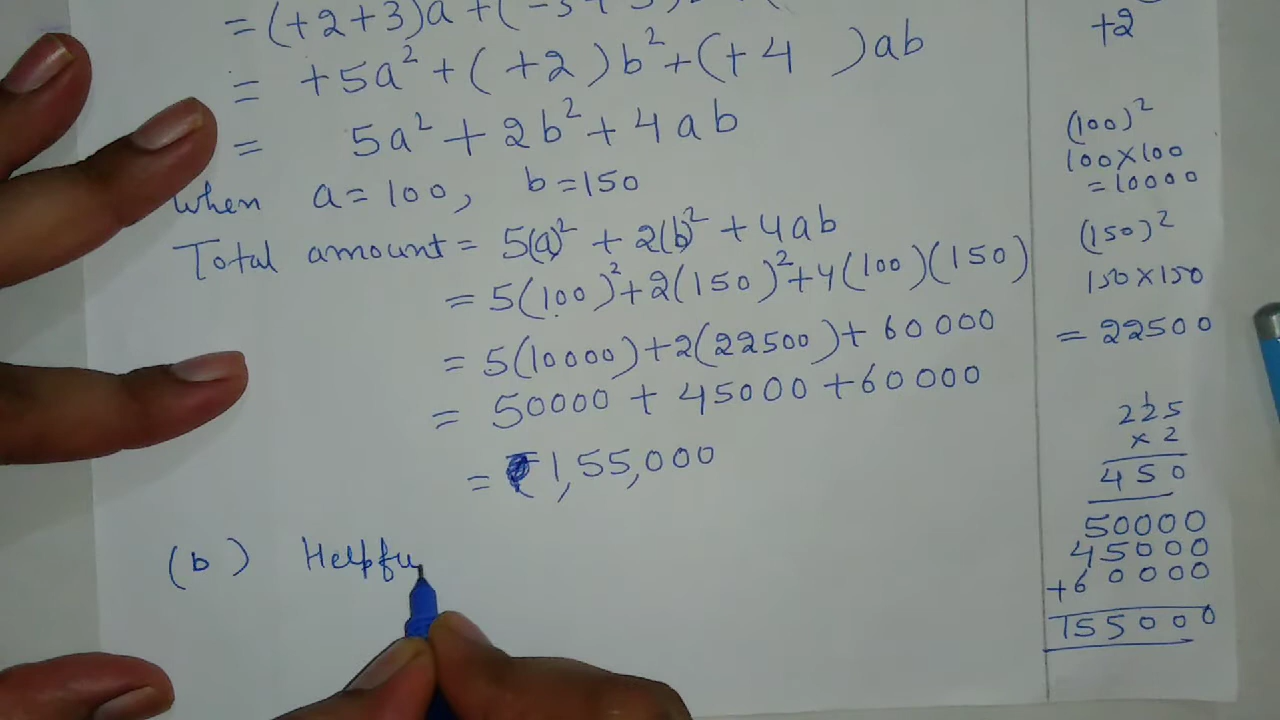 = (+2+3)a +(-3+5)
= +5a² + ( +2 )b² + (+4 )ab
= 5a² + 2b² + 4ab
When a=100, b=150
Total amount = 5(a)² + 2(b)² + 4ab
= 5(100)² + 2(150)² + 4(100)(150)
= 5(10000) + 2(22500) + 60000
= 50000 + 45000 + 60000
= ₹1,55,000
(b) Helpfu
+2
(100)²
100×100
= 10000
(150)²
150×150
= 22500
1
225
× 2
450
50000
45000
+60000
155000